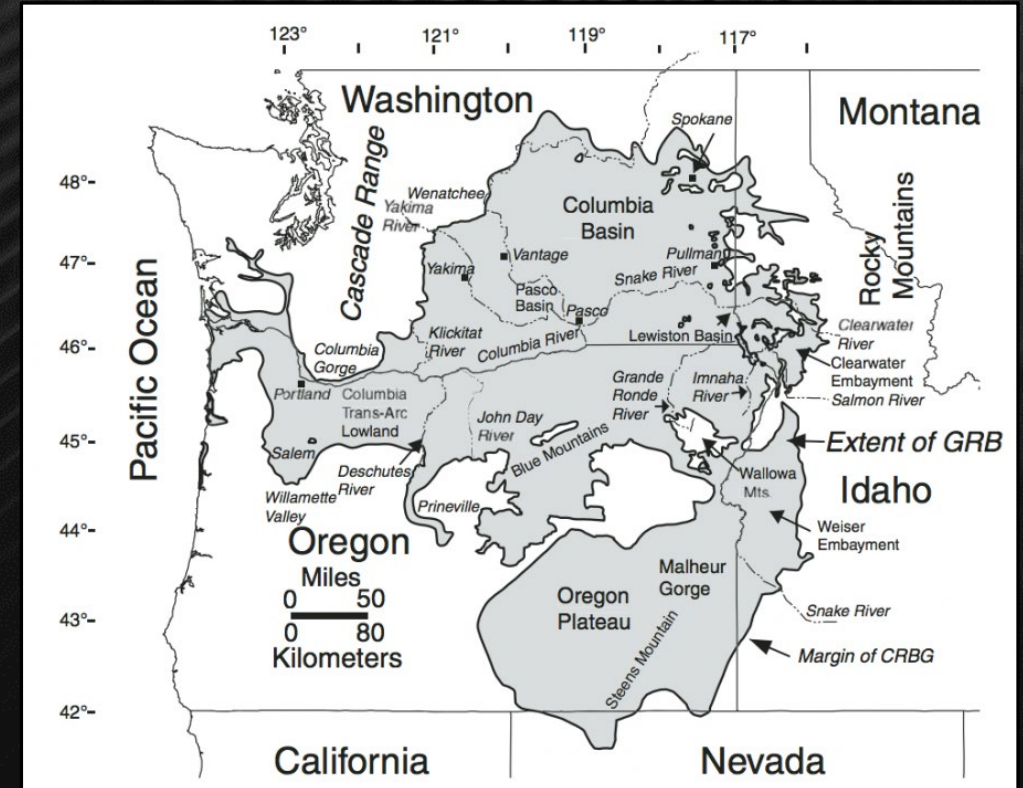 123°
121°
119°
117°
Washington
Montana
Spokane
Cascade Range
48°
Wenatchee
Yakima
River
Columbia
Basin
Rocky
Mountains
47°
Vantage
Pullman
Yakima
Snake River
Pasco
Basin
Pasco
Pacific Ocean
Klickitat
River
Columbia River
Lewiston Basin
Clearwater
River
46°
Columbia
Gorge
Clearwater
Embayment
Grande
Ronde
River
Imnaha
River
Salmon River
Portland
Columbia
Trans-Arc
Lowland
John Day
River
45°
Salem
Blue Mountains
Extent of GRB
Deschutes
River
Wallowa
Mts.
Idaho
Willamette
Valley
Prineville
44°
Weiser
Embayment
Oregon
Miles
0 50
0 80
Kilometers
Malheur
Gorge
Oregon
Plateau
43°
Snake River
Steens Mountain
Margin of CRBG
42°
California
Nevada